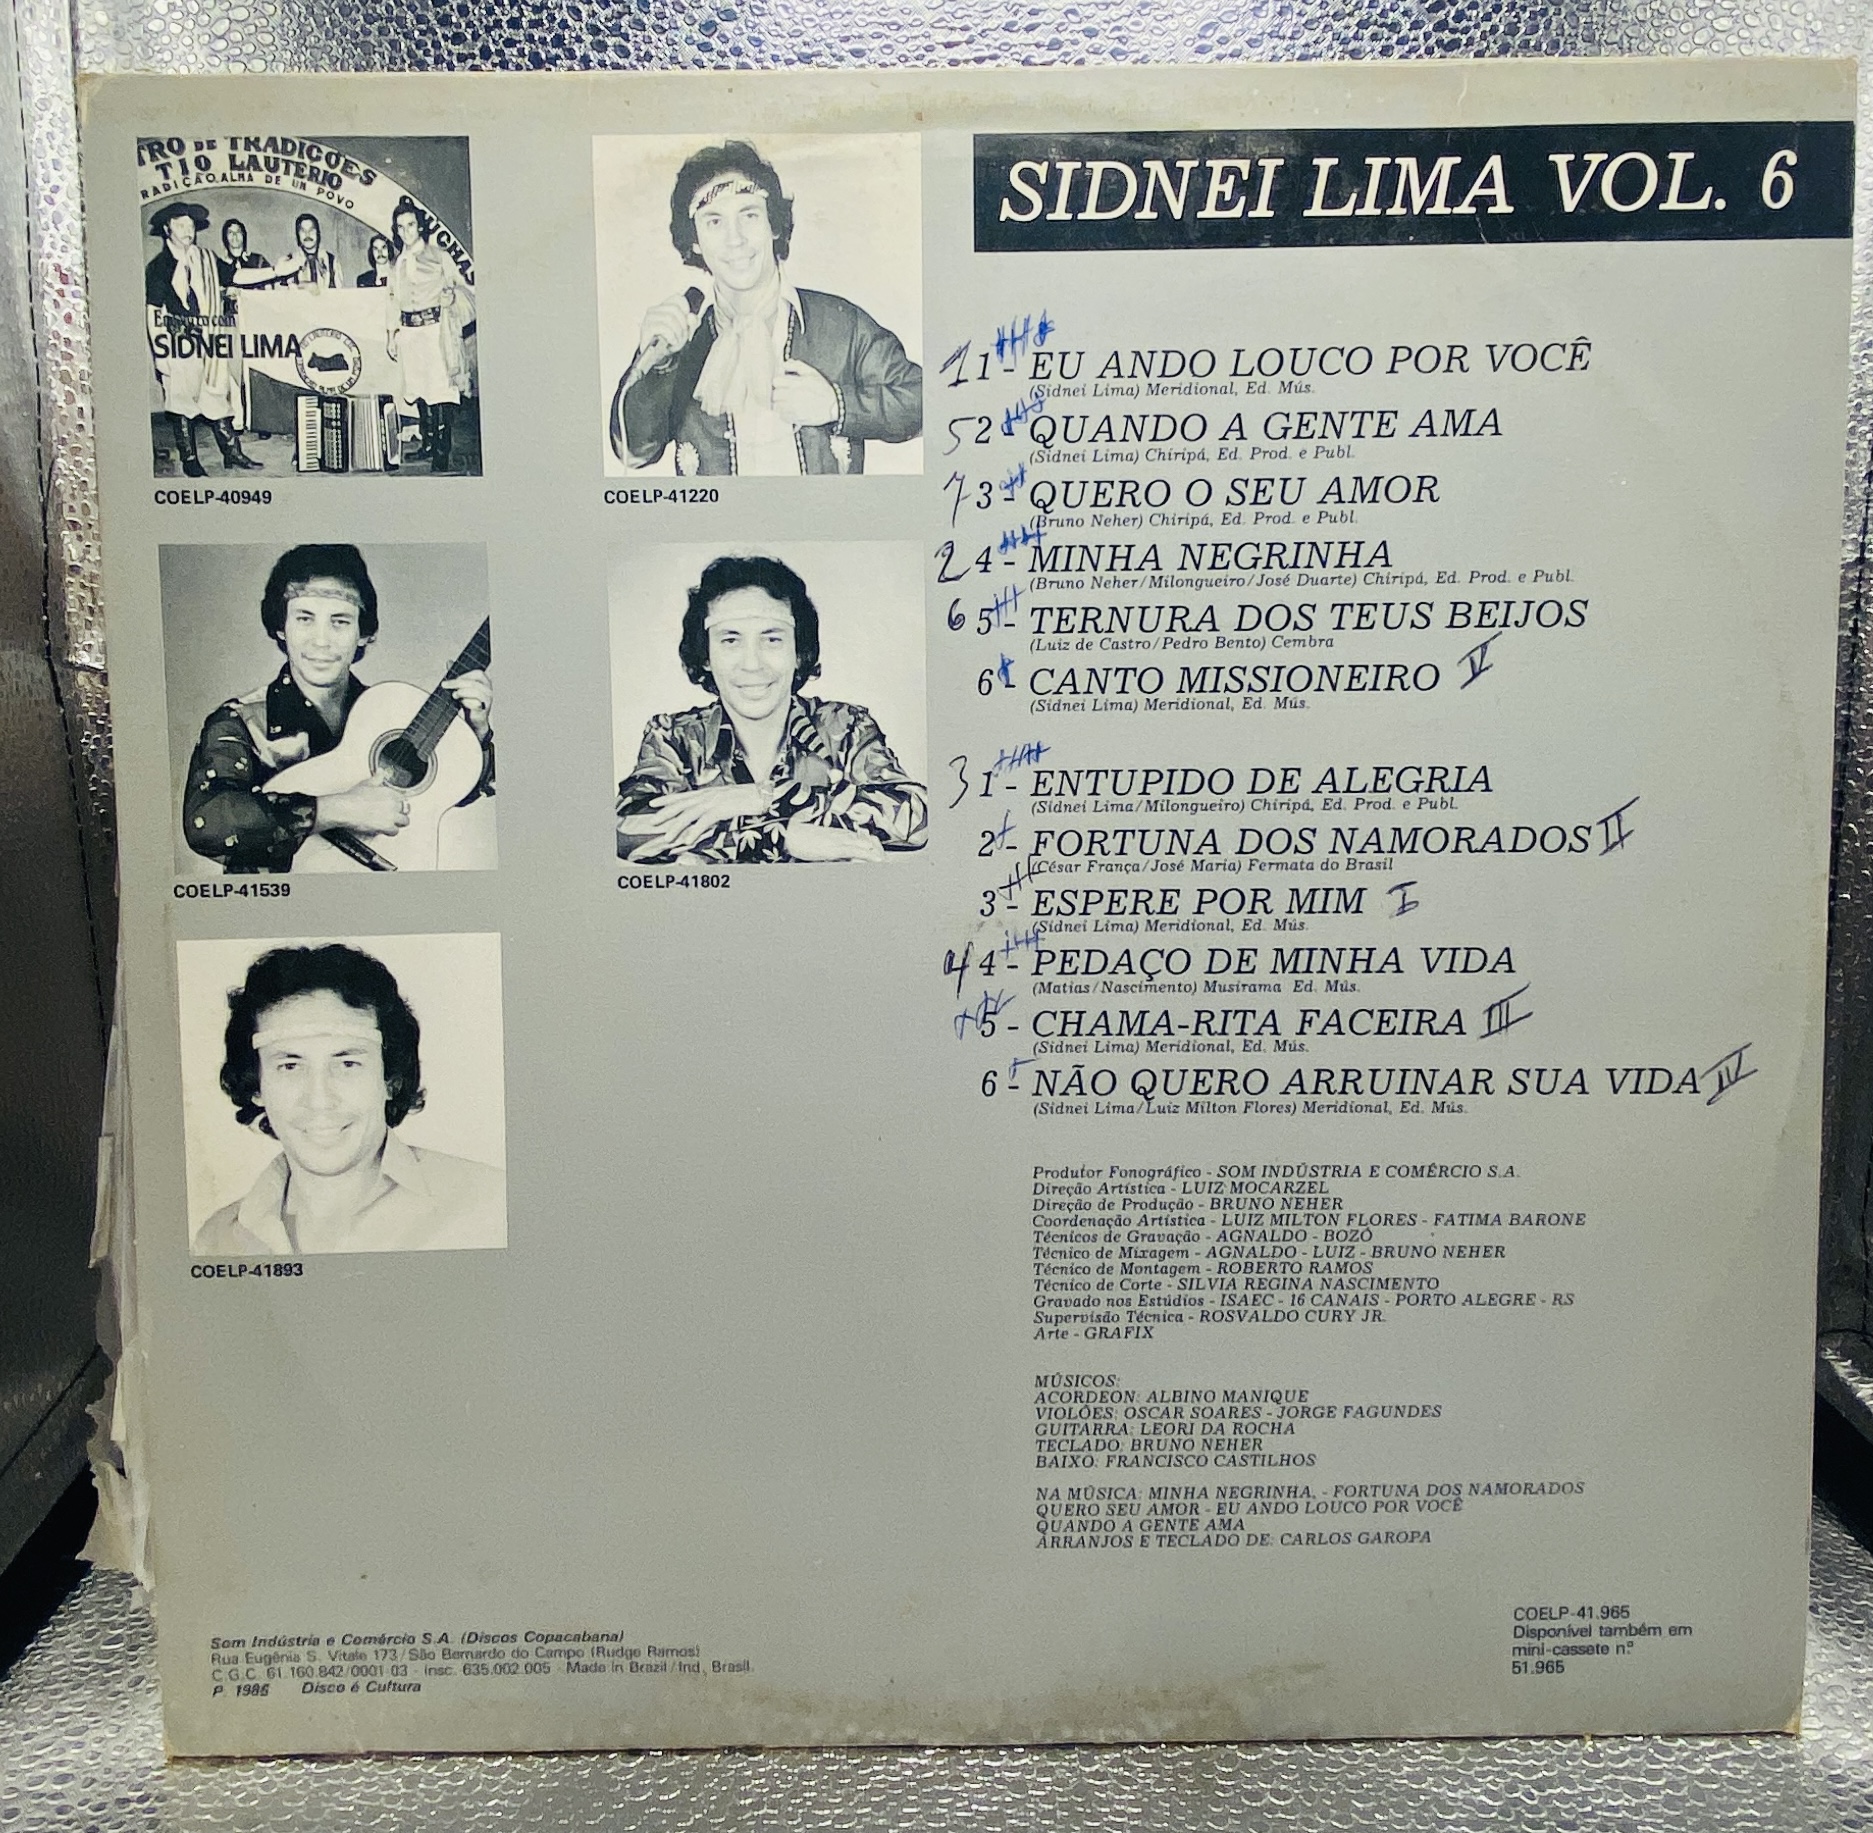 TRO DE TRADIÇOES
TIO LAUTERIO
RADIÇAO.ALMA DE UM POVO
UCHAS
Encontro com
SIDNEI LIMA
COELP-40949
COELP-41220
COELP-41539
COELP-41802
COELP-41893
SIDNEI LIMA VOL. 6
1 1 - EU ANDO LOUCO POR VOCÊ
(Sidnei Lima) Meridional, Ed. Mús.
5 2 - QUANDO A GENTE AMA
(Sidnei Lima) Chiripá, Ed. Prod. e Publ.
7 3 - QUERO O SEU AMOR
(Bruno Neher) Chiripá, Ed. Prod. e Publ.
2 4 - MINHA NEGRINHA
(Bruno Neher/Milongueiro/José Duarte) Chiripá, Ed. Prod. e Publ.
6 5 - TERNURA DOS TEUS BEIJOS
(Luiz de Castro/Pedro Bento) Cembra
6 - CANTO MISSIONEIRO V
(Sidnei Lima) Meridional, Ed. Mús.
3 1 - ENTUPIDO DE ALEGRIA
(Sidnei Lima/Milongueiro) Chiripá, Ed. Prod. e Publ.
2 - FORTUNA DOS NAMORADOS II
(César França/José Maria) Fermata do Brasil
3 - ESPERE POR MIM I
(Sidnei Lima) Meridional, Ed. Mús.
4 4 - PEDAÇO DE MINHA VIDA
(Matias/Nascimento) Musirama Ed. Mús.
5 - CHAMA-RITA FACEIRA III
(Sidnei Lima) Meridional, Ed. Mús.
6 - NÃO QUERO ARRUINAR SUA VIDA IV
(Sidnei Lima/Luiz Milton Flores) Meridional, Ed. Mús.
Produtor Fonográfico - SOM INDÚSTRIA E COMÉRCIO S.A.
Direção Artística - LUIZ MOCARZEL
Direção de Produção - BRUNO NEHER
Coordenação Artística - LUIZ MILTON FLORES - FATIMA BARONE
Técnicos de Gravação - AGNALDO - BOZÓ
Técnico de Mixagem - AGNALDO - LUIZ - BRUNO NEHER
Técnico de Montagem - ROBERTO RAMOS
Técnico de Corte - SILVIA REGINA NASCIMENTO
Gravado nos Estúdios - ISAEC - 16 CANAIS - PORTO ALEGRE - RS
Supervisão Técnica - ROSVALDO CURY JR.
Arte - GRAFIX
MÚSICOS:
ACORDEON: ALBINO MANIQUE
VIOLÕES: OSCAR SOARES - JORGE FAGUNDES
GUITARRA: LEORI DA ROCHA
TECLADO: BRUNO NEHER
BAIXO: FRANCISCO CASTILHOS
NA MÚSICA: MINHA NEGRINHA, - FORTUNA DOS NAMORADOS
QUERO SEU AMOR - EU ANDO LOUCO POR VOCÊ
QUANDO A GENTE AMA
ARRANJOS E TECLADO DE: CARLOS GAROPA
Som Indústria e Comércio S.A. (Discos Copacabana)
Rua Eugênia S. Vitale 173/São Bernardo do Campo (Rudge Ramos)
C.G.C. 61.160.842/0001-03 - Insc. 635.002.005 - Made in Brazil/Ind. Brasil.
P. 1985 Disco é Cultura
COELP-41.965
Disponível também em
mini-cassete n.º
51.965